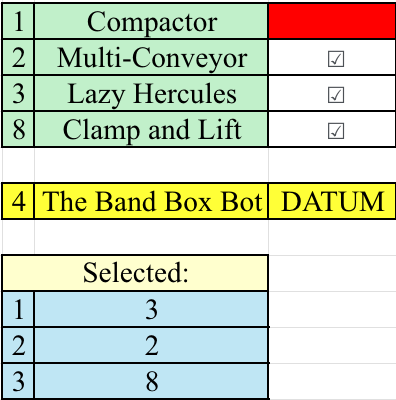 1 Compactor
2 Multi-Conveyor ☑
3 Lazy Hercules ☑
8 Clamp and Lift ☑
4 The Band Box Bot DATUM
Selected:
1 3
2 2
3 8